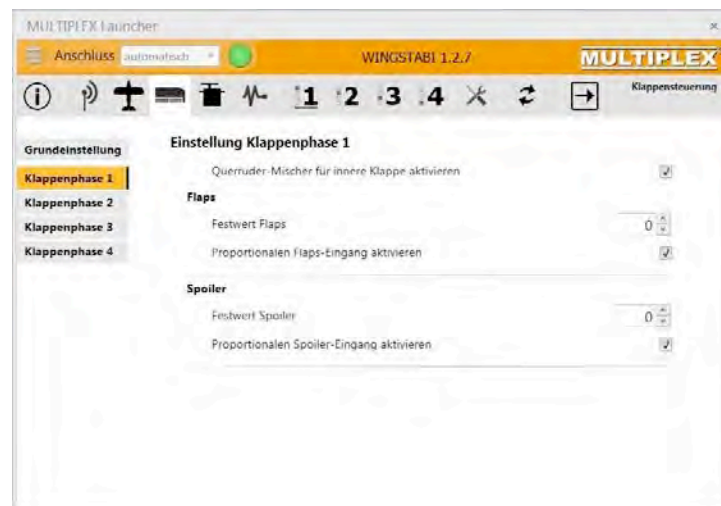 MULTIPLEX Launcher
Anschluss automatisch WINGSTABI 1.2.7 MULTIPLEX
1 2 3 4 Klappensteuerung
Grundeinstellung
Klappenphase 1
Klappenphase 2
Klappenphase 3
Klappenphase 4
Einstellung Klappenphase 1
Querruder-Mischer für innere Klappe aktivieren
Flaps
Festwert Flaps 0
Proportionalen Flaps-Eingang aktivieren
Spoiler
Festwert Spoiler 0
Proportionalen Spoiler-Eingang aktivieren